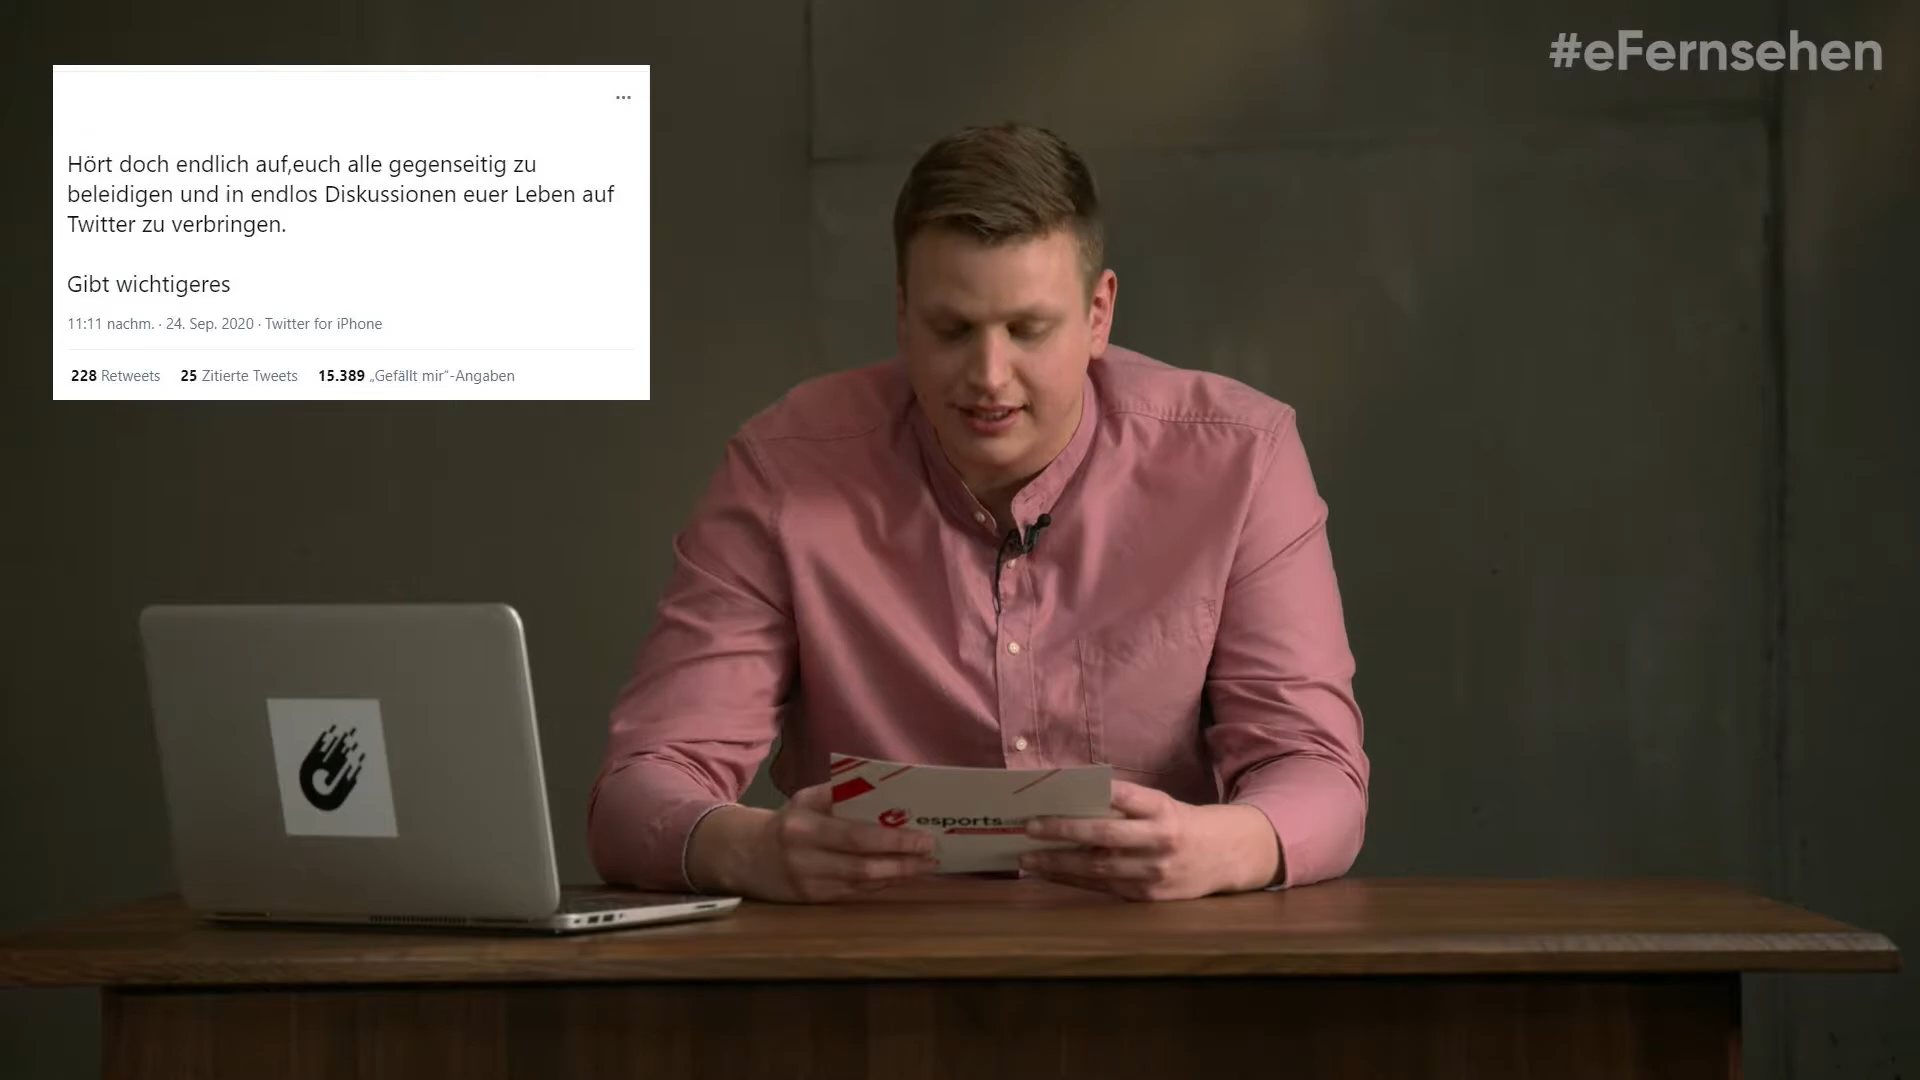 #eFernsehen
Hört doch endlich auf,euch alle gegenseitig zu
beleidigen und in endlos Diskussionen euer Leben auf
Twitter zu verbringen.
Gibt wichtigeres
11:11 nachm. · 24. Sep. 2020 · Twitter for iPhone
228 Retweets 25 Zitierte Tweets 15.389 „Gefällt mir“-Angaben
esports